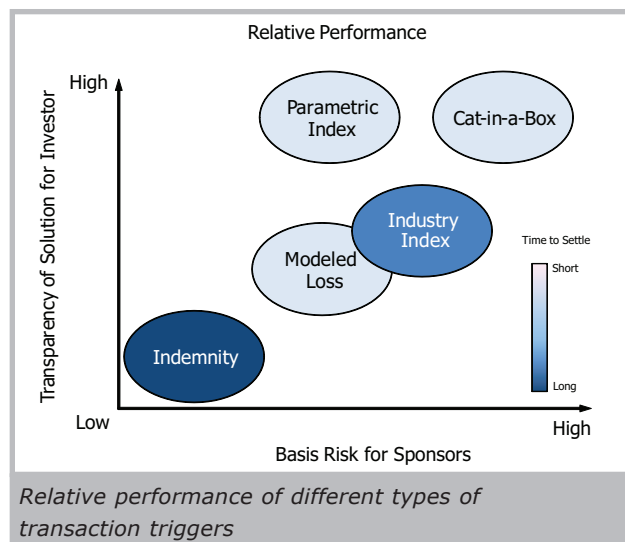 Relative Performance
High
Transparency of Solution for Investor
Parametric
Index
Cat-in-a-Box
Industry
Index
Modeled
Loss
Indemnity
Time to Settle
Short
Long
Low
High
Basis Risk for Sponsors
Relative performance of different types of
transaction triggers